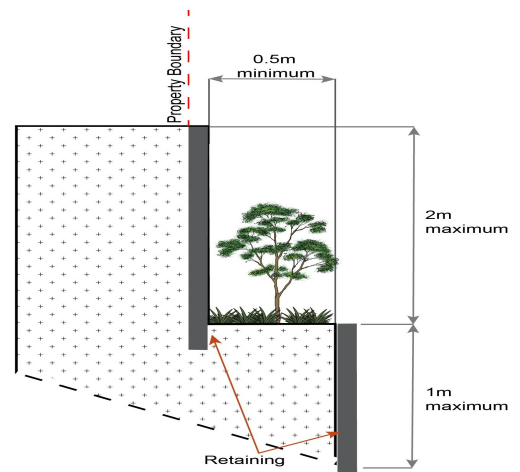 Property Boundary
0.5m
minimum
2m
maximum
1m
maximum
Retaining